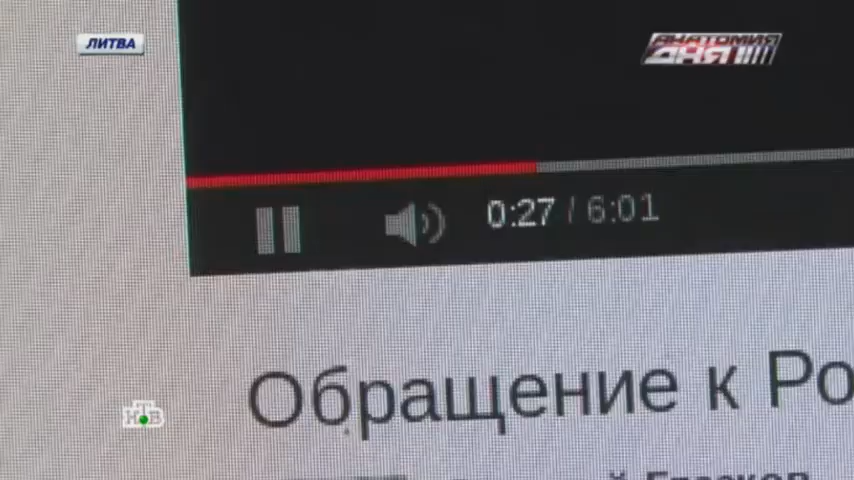 ЛИТВА
АНАТОМИЯ
ДНЯ
0:27 / 6:01
Обращение к Ро
НТВ